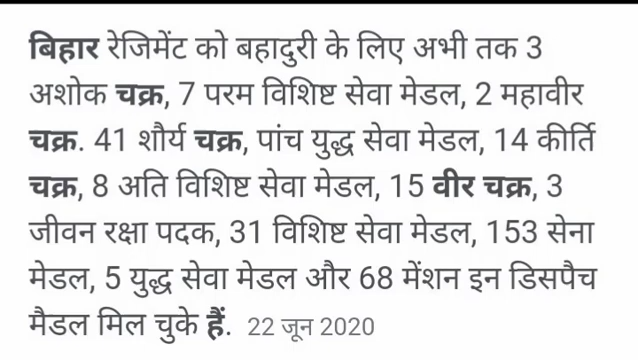 बिहार रेजिमेंट को बहादुरी के लिए अभी तक 3
अशोक चक्र, 7 परम विशिष्ट सेवा मेडल, 2 महावीर
चक्र. 41 शौर्य चक्र, पांच युद्ध सेवा मेडल, 14 कीर्ति
चक्र, 8 अति विशिष्ट सेवा मेडल, 15 वीर चक्र, 3
जीवन रक्षा पदक, 31 विशिष्ट सेवा मेडल, 153 सेना
मेडल, 5 युद्ध सेवा मेडल और 68 मेंशन इन डिसपैच
मैडल मिल चुके हैं. 22 जून 2020